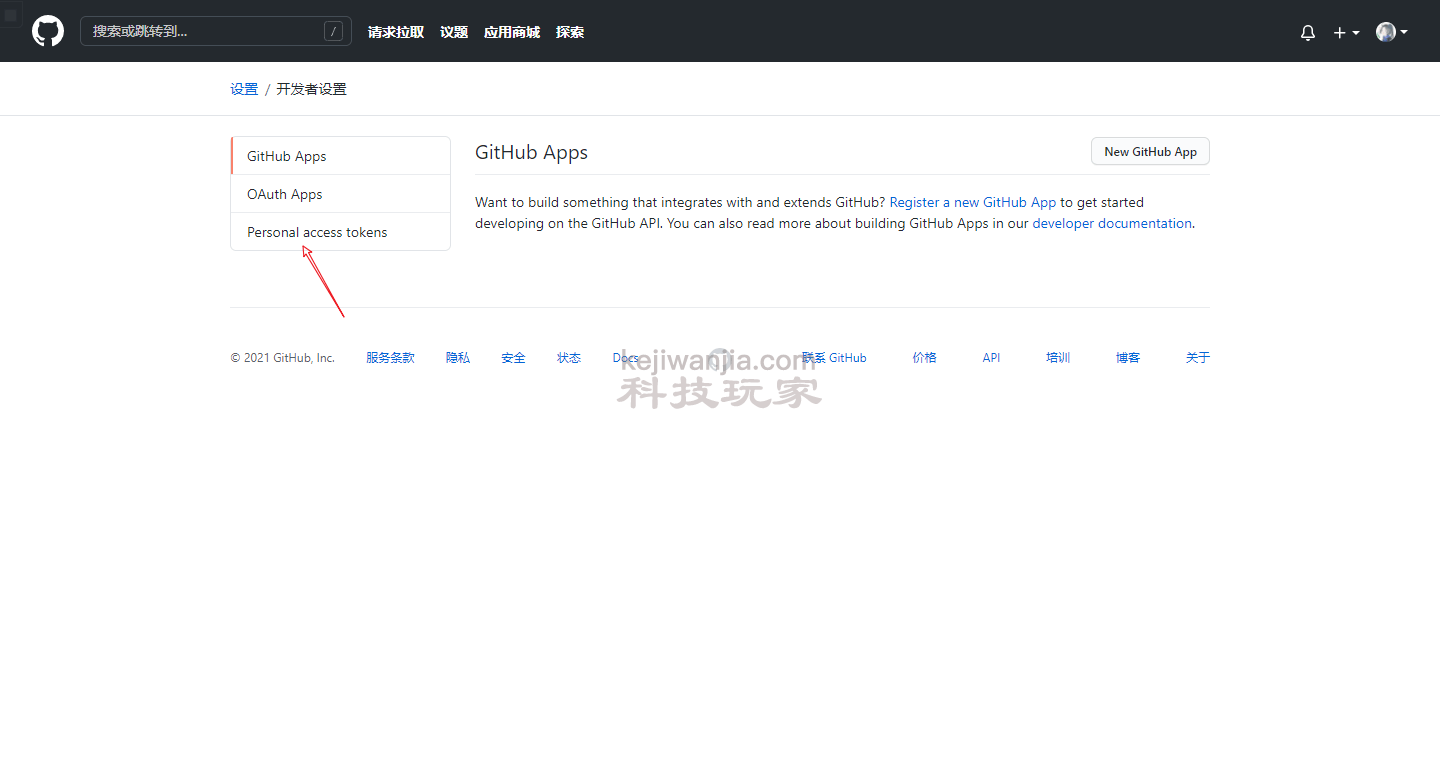 搜索或跳转到... /
请求拉取 议题 应用商城 探索
设置 / 开发者设置
GitHub Apps
OAuth Apps
Personal access tokens
GitHub Apps
New GitHub App
Want to build something that integrates with and extends GitHub? Register a new GitHub App to get started
developing on the GitHub API. You can also read more about building GitHub Apps in our developer documentation.
© 2021 GitHub, Inc. 服务条款 隐私 安全 状态 Docs 联系 GitHub 价格 API 培训 博客 关于
kejiwanjia.com
科技玩家